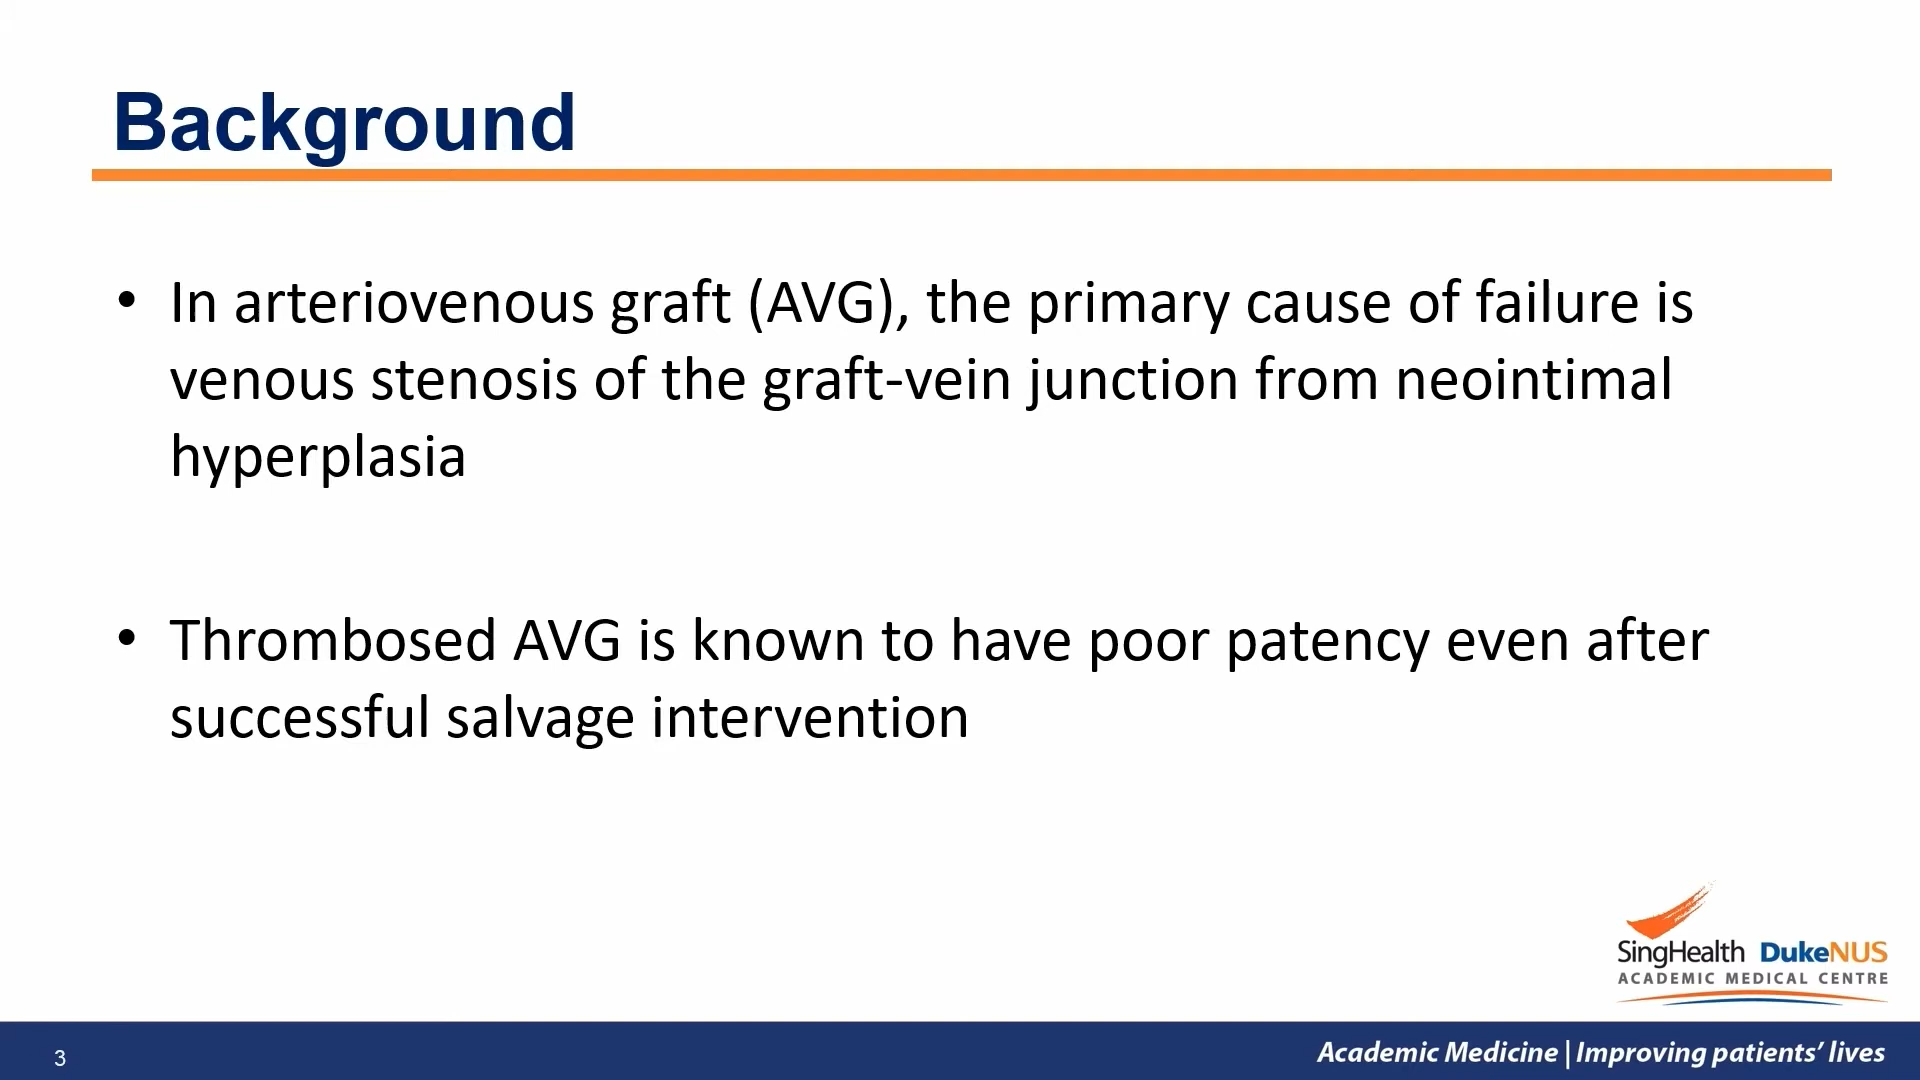 Background
• In arteriovenous graft (AVG), the primary cause of failure is
venous stenosis of the graft-vein junction from neointimal
hyperplasia
• Thrombosed AVG is known to have poor patency even after
successful salvage intervention
SingHealth DukeNUS
ACADEMIC MEDICAL CENTRE
3
Academic Medicine | Improving patients’ lives